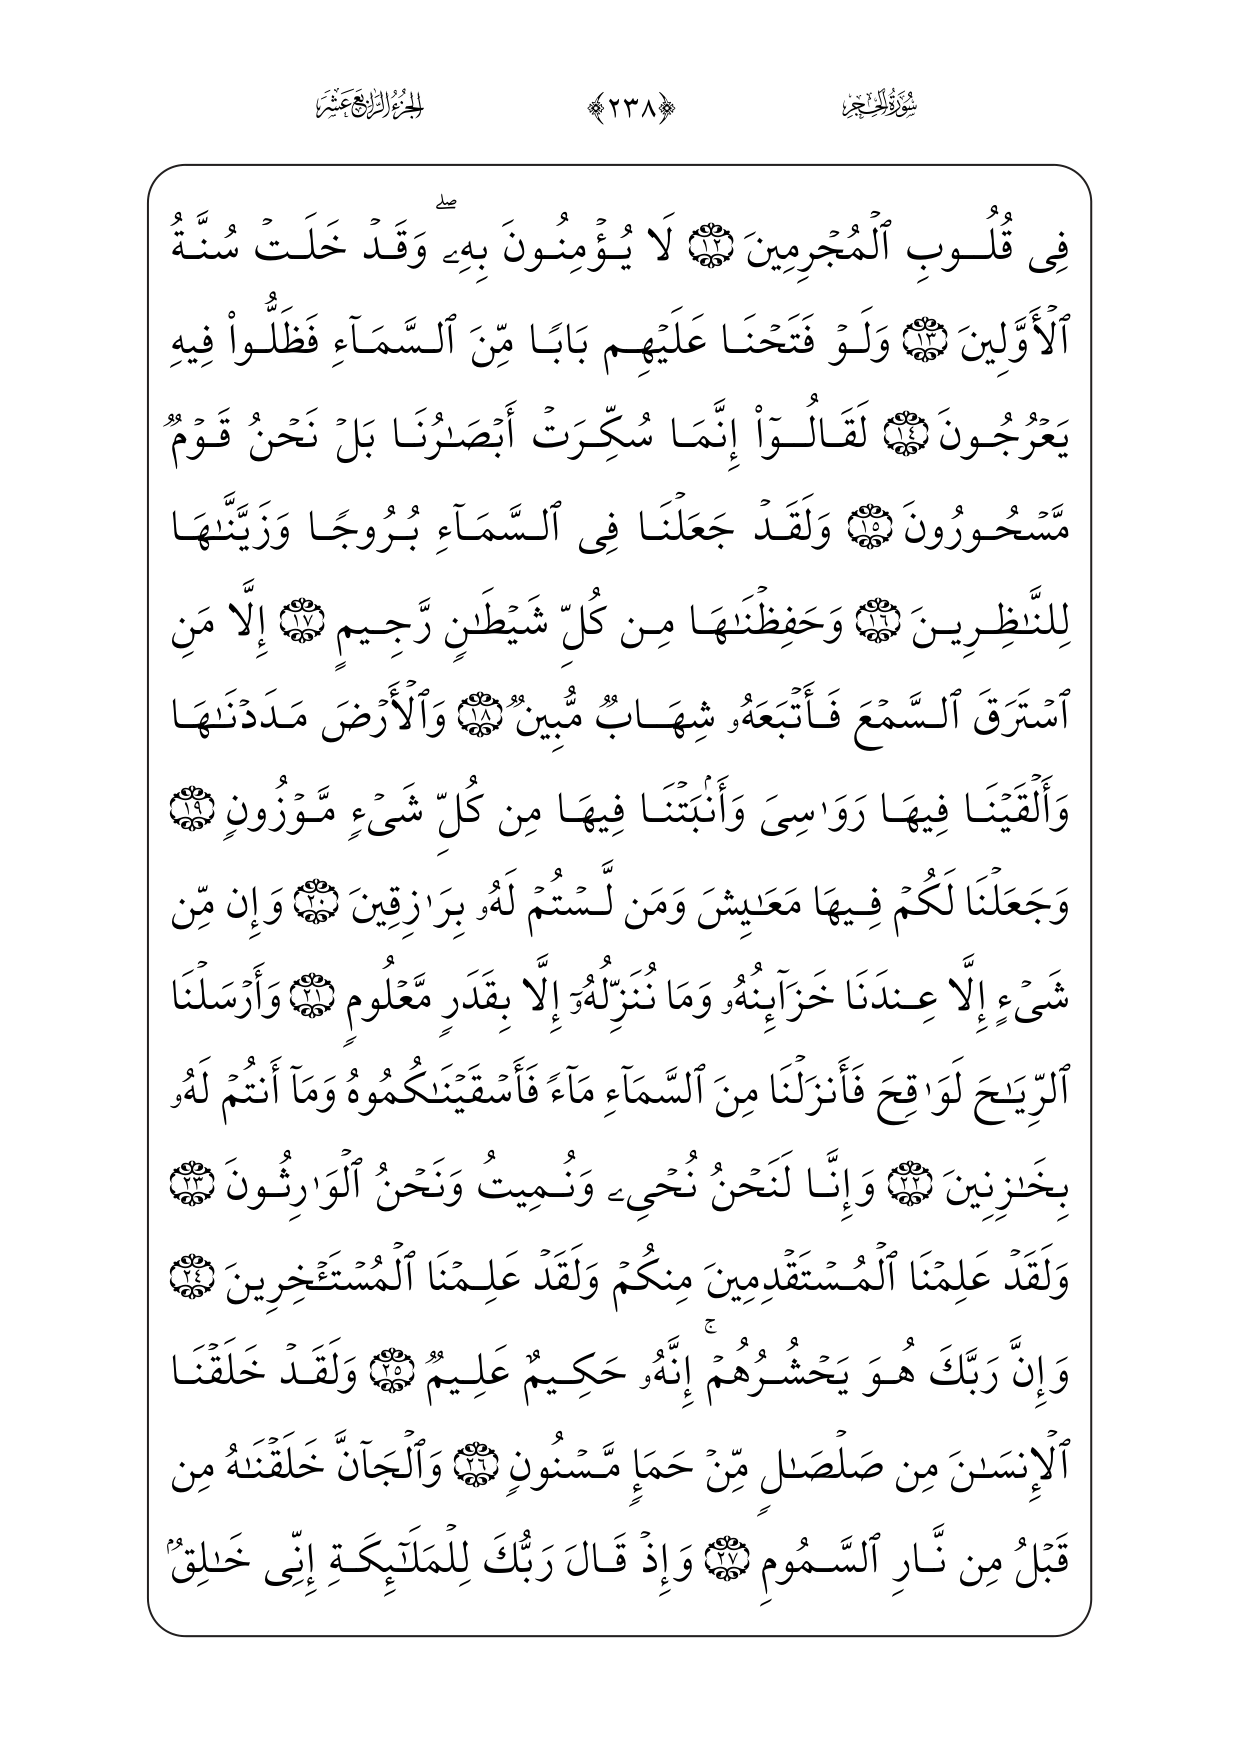 سُورَةُ الحِجْرِ ﴿٢٣٨﴾ الجُزْءُ الرَّابِعَ عَشَرَ
فِى قُلُوبِ ٱلْمُجْرِمِينَ ١٢ لَا يُؤْمِنُونَ بِهِۦ ۖ وَقَدْ خَلَتْ سُنَّةُ
ٱلْأَوَّلِينَ ١٣ وَلَوْ فَتَحْنَا عَلَيْهِم بَابًا مِّنَ ٱلسَّمَآءِ فَظَلُّوا۟ فِيهِ
يَعْرُجُونَ ١٤ لَقَالُوٓا۟ إِنَّمَا سُكِّرَتْ أَبْصَـٰرُنَا بَلْ نَحْنُ قَوْمٌ
مَّسْحُورُونَ ١٥ وَلَقَدْ جَعَلْنَا فِى ٱلسَّمَآءِ بُرُوجًا وَزَيَّنَّـٰهَا
لِلنَّـٰظِرِينَ ١٦ وَحَفِظْنَـٰهَا مِن كُلِّ شَيْطَـٰنٍ رَّجِيمٍ ١٧ إِلَّا مَنِ
ٱسْتَرَقَ ٱلسَّمْعَ فَأَتْبَعَهُۥ شِهَابٌ مُّبِينٌ ١٨ وَٱلْأَرْضَ مَدَدْنَـٰهَا
وَأَلْقَيْنَا فِيهَا رَوَٰسِىَ وَأَنۢبَتْنَا فِيهَا مِن كُلِّ شَىْءٍ مَّوْزُونٍ ١٩
وَجَعَلْنَا لَكُمْ فِيهَا مَعَـٰيِشَ وَمَن لَّسْتُمْ لَهُۥ بِرَٰزِقِينَ ٢٠ وَإِن مِّن
شَىْءٍ إِلَّا عِندَنَا خَزَآئِنُهُۥ وَمَا نُنَزِّلُهُۥٓ إِلَّا بِقَدَرٍ مَّعْلُومٍ ٢١ وَأَرْسَلْنَا
ٱلرِّيَـٰحَ لَوَٰقِحَ فَأَنزَلْنَا مِنَ ٱلسَّمَآءِ مَآءً فَأَسْقَيْنَـٰكُمُوهُ وَمَآ أَنتُمْ لَهُۥ
بِخَـٰزِنِينَ ٢٢ وَإِنَّا لَنَحْنُ نُحْىِۦ وَنُمِيتُ وَنَحْنُ ٱلْوَٰرِثُونَ ٢٣
وَلَقَدْ عَلِمْنَا ٱلْمُسْتَقْدِمِينَ مِنكُمْ وَلَقَدْ عَلِمْنَا ٱلْمُسْتَـْٔخِرِينَ ٢٤
وَإِنَّ رَبَّكَ هُوَ يَحْشُرُهُمْ ۚ إِنَّهُۥ حَكِيمٌ عَلِيمٌ ٢٥ وَلَقَدْ خَلَقْنَا
ٱلْإِنسَـٰنَ مِن صَلْصَـٰلٍ مِّنْ حَمَإٍ مَّسْنُونٍ ٢٦ وَٱلْجَآنَّ خَلَقْنَـٰهُ مِن
قَبْلُ مِن نَّارِ ٱلسَّمُومِ ٢٧ وَإِذْ قَالَ رَبُّكَ لِلْمَلَـٰٓئِكَةِ إِنِّى خَـٰلِقٌۢ